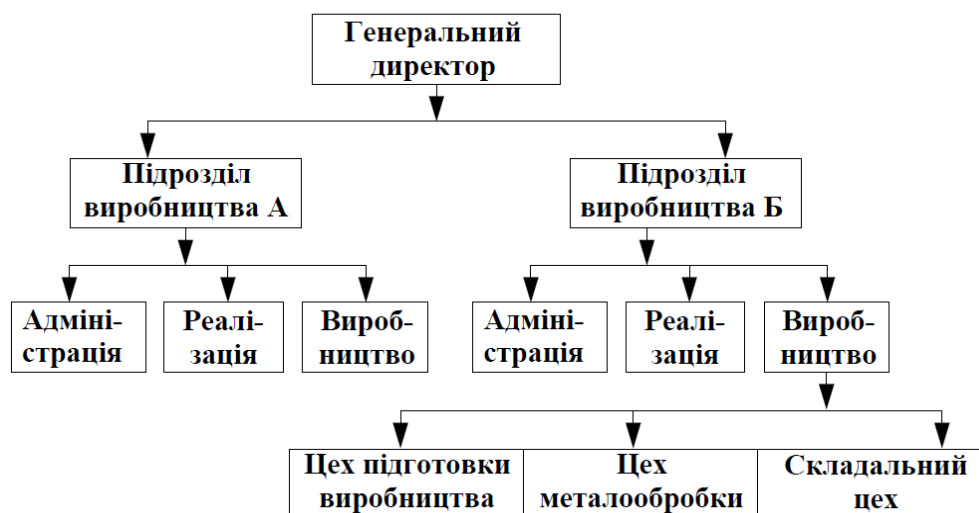 Генеральний
директор
Підрозділ
виробництва А
Підрозділ
виробництва Б
Адміні-
страція
Реалі-
зація
Вироб-
ництво
Адміні-
страція
Реалі-
зація
Вироб-
ництво
Цех підготовки
виробництва
Цех
металообробки
Складальний
цех